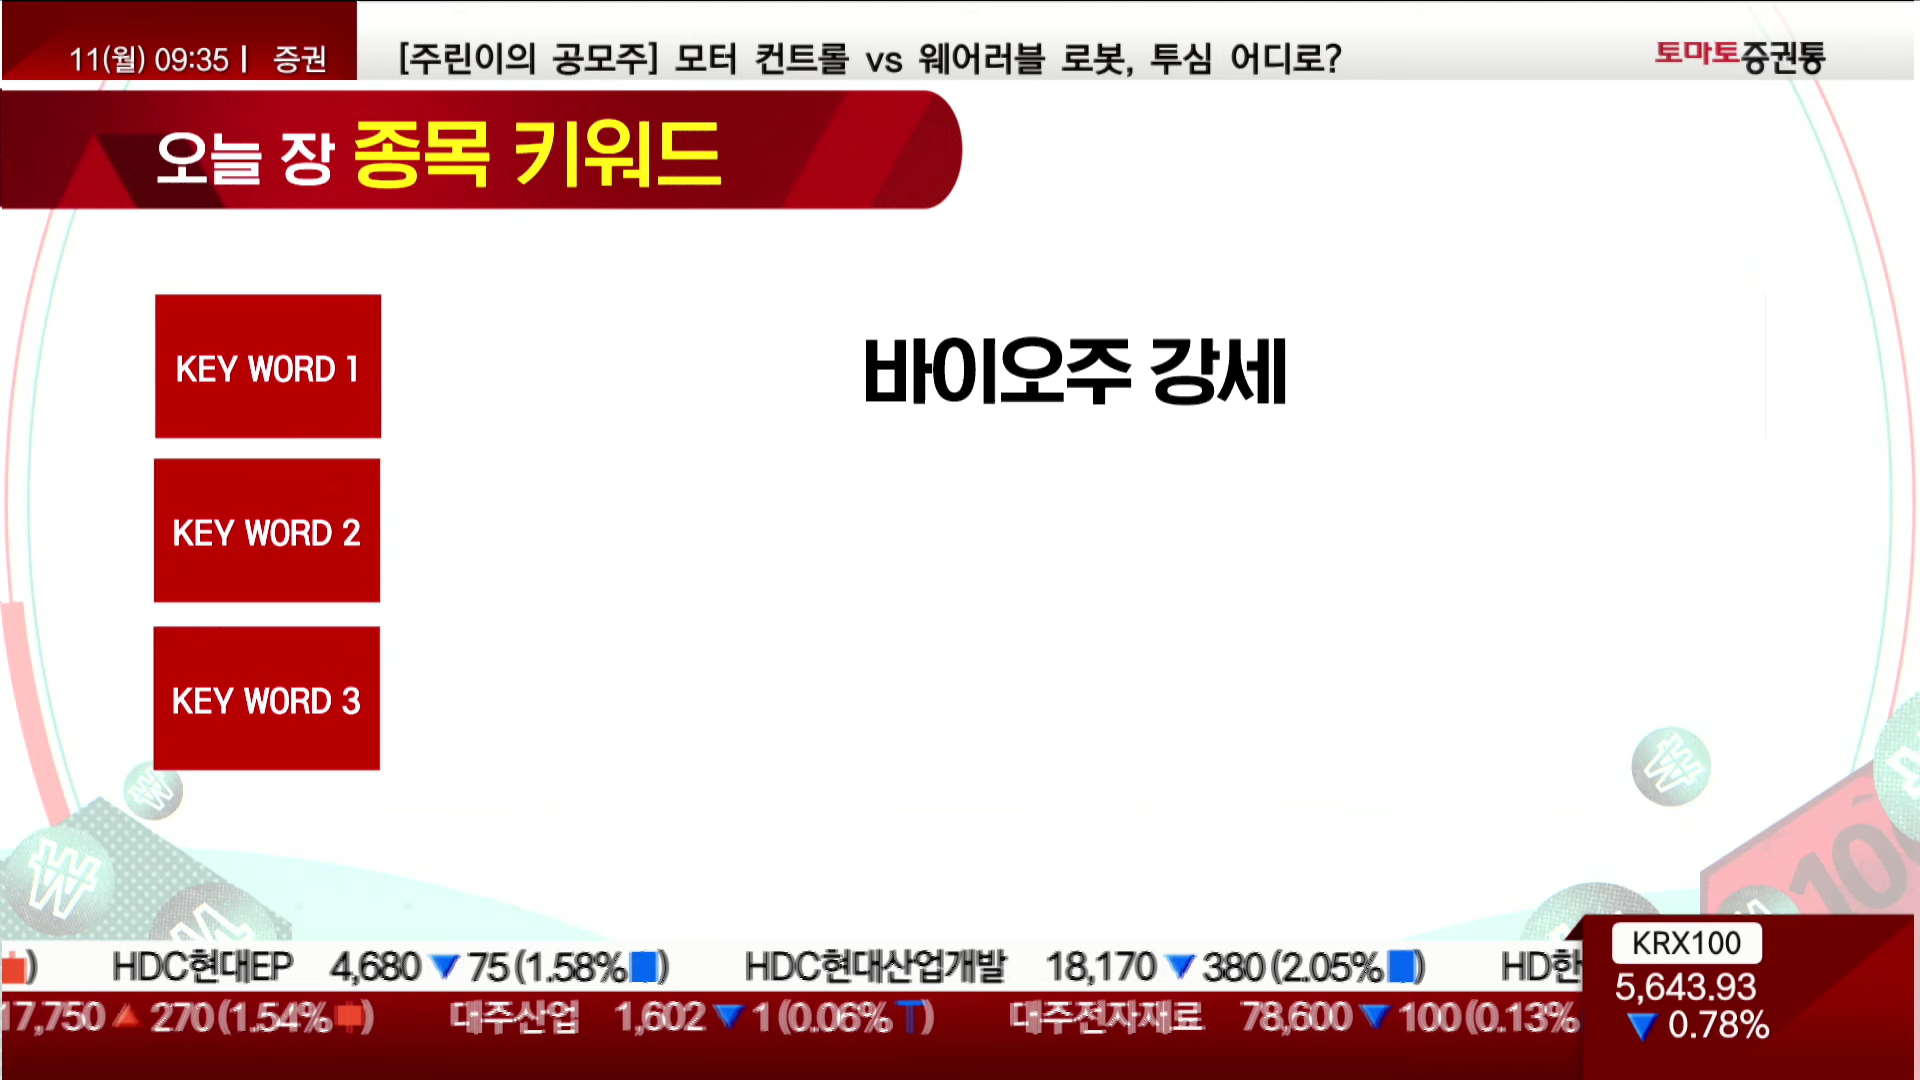 11(월) 09:35 | 증권
[주린이의 공모주] 모터 컨트롤 vs 웨어러블 로봇, 투심 어디로?
토마토증권통
오늘 장 종목 키워드
KEY WORD 1
바이오주 강세
KEY WORD 2
KEY WORD 3
) HDC현대EP 4,680 ▼ 75 (1.58% ) HDC현대산업개발 18,170 ▼ 380 (2.05% ) HD한
17,750 ▲ 270 (1.54% ) 대주산업 1,602 ▼ 1 (0.06% ) 대주전자재료 78,600 ▼ 100 (0.13%
KRX100
5,643.93
▼ 0.78%
100